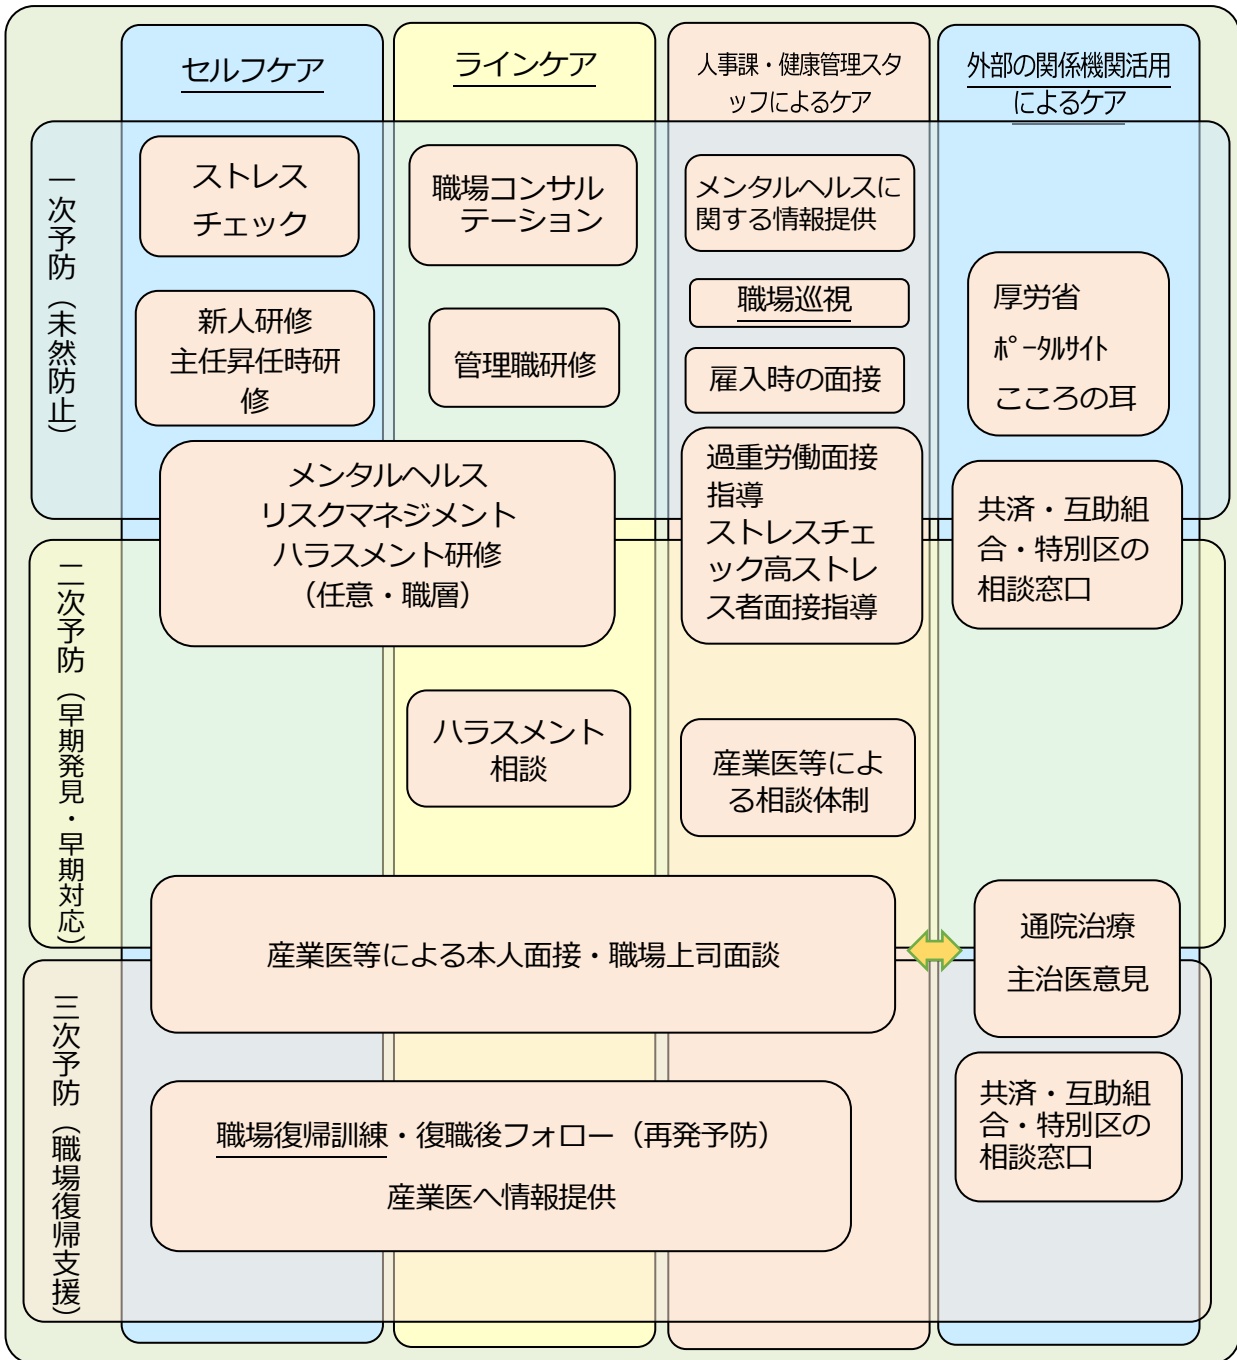 セルフケア
ラインケア
人事課・健康管理スタ
ッフによるケア
外部の関係機関活用
によるケア
一次予防（未然防止）
ストレス
チェック
職場コンサル
テーション
メンタルヘルスに
関する情報提供
職場巡視
新人研修
主任昇任時研
修
管理職研修
雇入時の面接
厚労省
ﾎﾟｰﾀﾙｻｲﾄ
こころの耳
メンタルヘルス
リスクマネジメント
ハラスメント研修
（任意・職層）
過重労働面接
指導
ストレスチェ
ック高ストレ
ス者面接指導
共済・互助組
合・特別区の
相談窓口
二次予防（早期発見・早期対応）
ハラスメント
相談
産業医等によ
る相談体制
産業医等による本人面接・職場上司面談
通院治療
主治医意見
三次予防（職場復帰支援）
職場復帰訓練・復職後フォロー（再発予防）
産業医へ情報提供
共済・互助組
合・特別区の
相談窓口